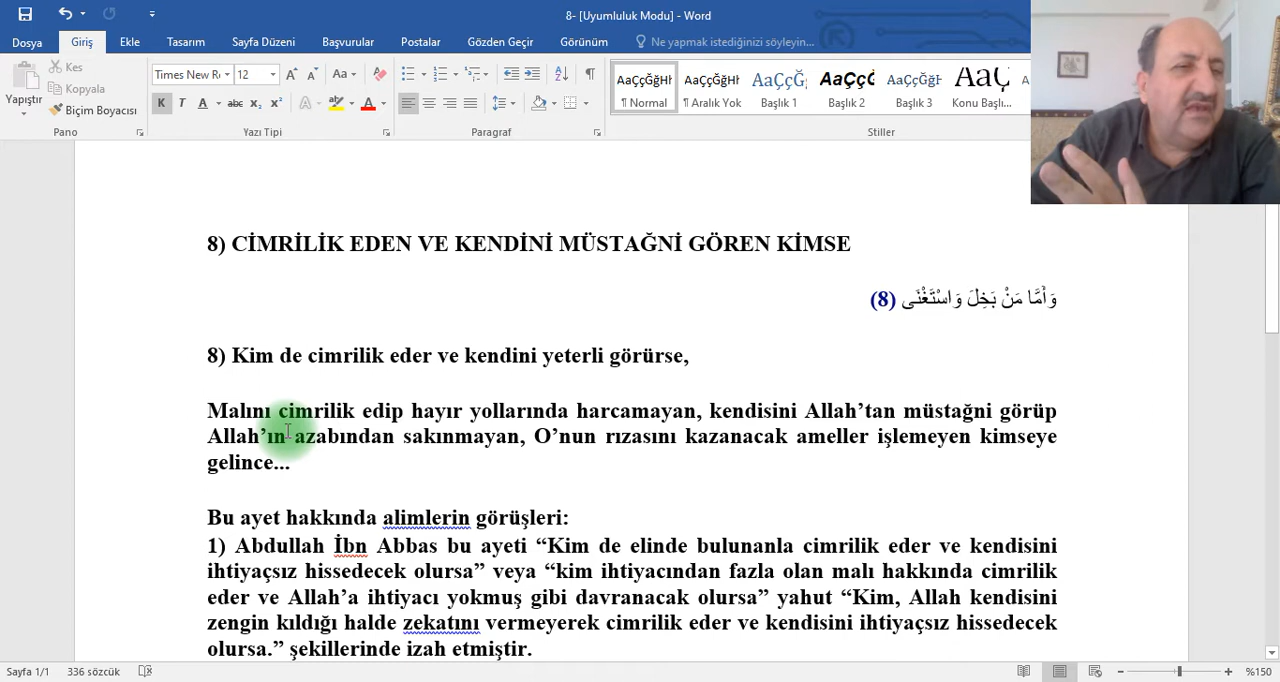 8- [Uyumluluk Modu] - Word
Dosya Giriş Ekle Tasarım Sayfa Düzeni Başvurular Postalar Gözden Geçir Görünüm Ne yapmak istediğinizi söyleyin...
Yapıştır
Kes
Kopyala
Biçim Boyacısı
Times New Ro 12
K T A abc x₂ x²
AaÇçĞğHł AaÇçĞğHł AaÇçĞ AaÇçĞ AaÇçĞğł AaÇ
¶ Normal ¶ Aralık Yok Başlık 1 Başlık 2 Başlık 3 Konu Başlı...
Pano Yazı Tipi Paragraf Stiller
8) CİMRİLİK EDEN VE KENDİNİ MÜSTAĞNİ GÖREN KİMSE
وَأَمَّا مَنْ بَخِلَ وَاسْتَغْنَى (8)
8) Kim de cimrilik eder ve kendini yeterli görürse,
Malını cimrilik edip hayır yollarında harcamayan, kendisini Allah’tan müstağni görüp
Allah’ın azabından sakınmayan, O’nun rızasını kazanacak ameller işlemeyen kimseye
gelince...
Bu ayet hakkında alimlerin görüşleri:
1) Abdullah İbn Abbas bu ayeti “Kim de elinde bulunanla cimrilik eder ve kendisini
ihtiyaçsız hissedecek olursa” veya “kim ihtiyacından fazla olan malı hakkında cimrilik
eder ve Allah’a ihtiyacı yokmuş gibi davranacak olursa” yahut “Kim, Allah kendisini
zengin kıldığı halde zekatını vermeyerek cimrilik eder ve kendisini ihtiyaçsız hissedecek
olursa.” şekillerinde izah etmiştir.
Sayfa 1/1 336 sözcük %150